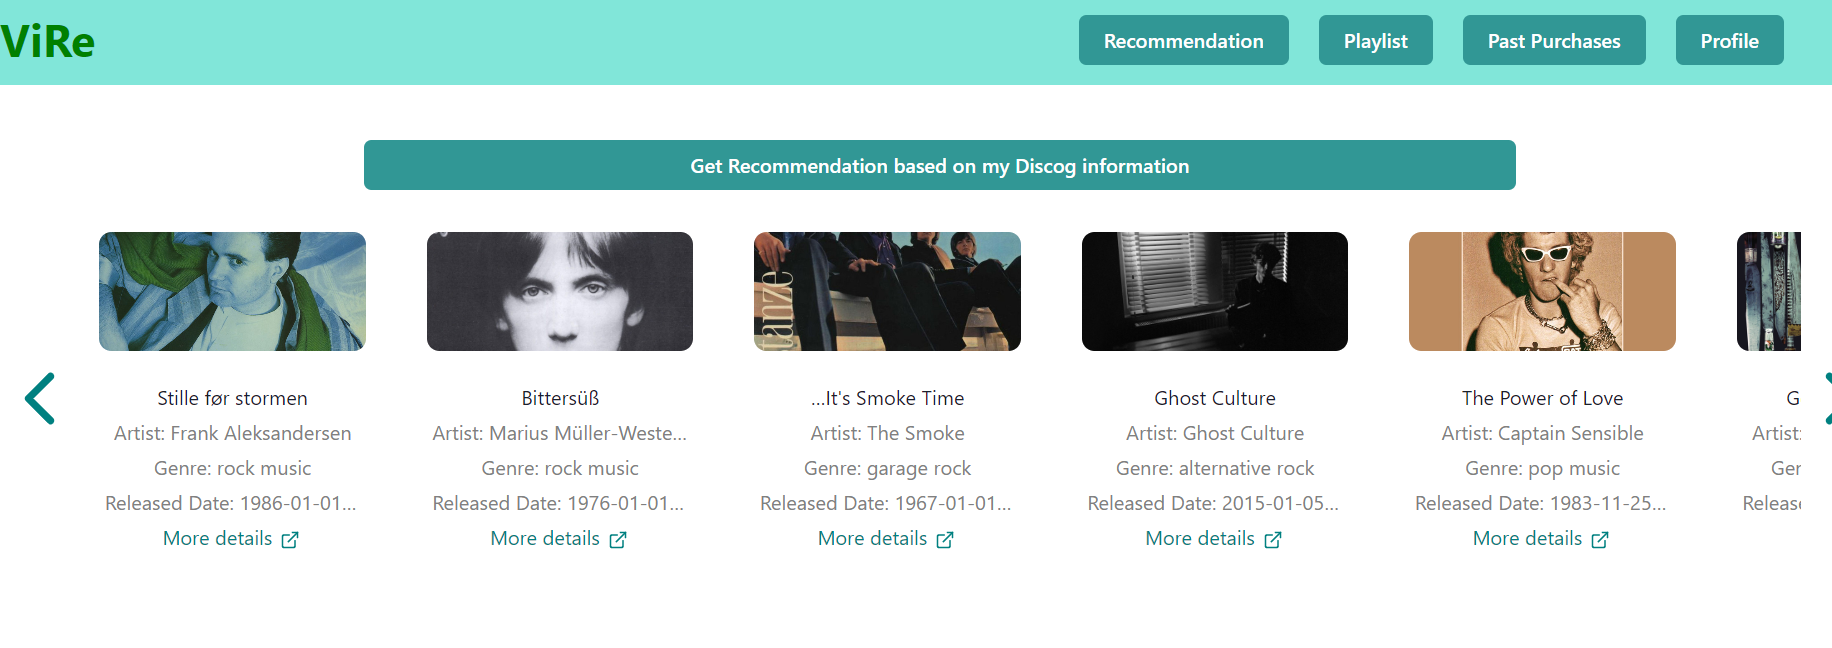 ViRe
Recommendation
Playlist
Past Purchases
Profile
Get Recommendation based on my Discog information
tanze
Stille før stormen
Artist: Frank Aleksandersen
Genre: rock music
Released Date: 1986-01-01...
More details
Bittersüß
Artist: Marius Müller-Weste...
Genre: rock music
Released Date: 1976-01-01...
More details
...It's Smoke Time
Artist: The Smoke
Genre: garage rock
Released Date: 1967-01-01...
More details
Ghost Culture
Artist: Ghost Culture
Genre: alternative rock
Released Date: 2015-01-05...
More details
The Power of Love
Artist: Captain Sensible
Genre: pop music
Released Date: 1983-11-25...
More details
G
Artist: